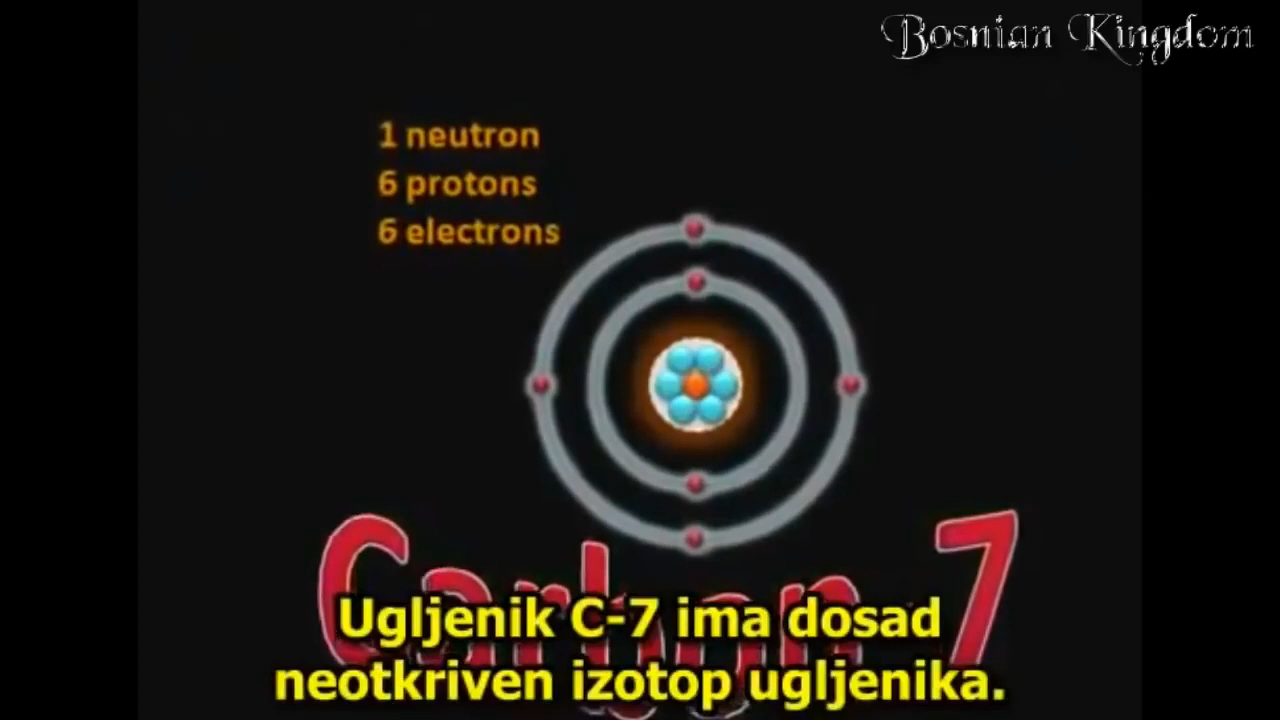 Bosnian Kingdom
1 neutron
6 protons
6 electrons
Carbon 7
Ugljenik C-7 ima dosad
neotkriven izotop ugljenika.